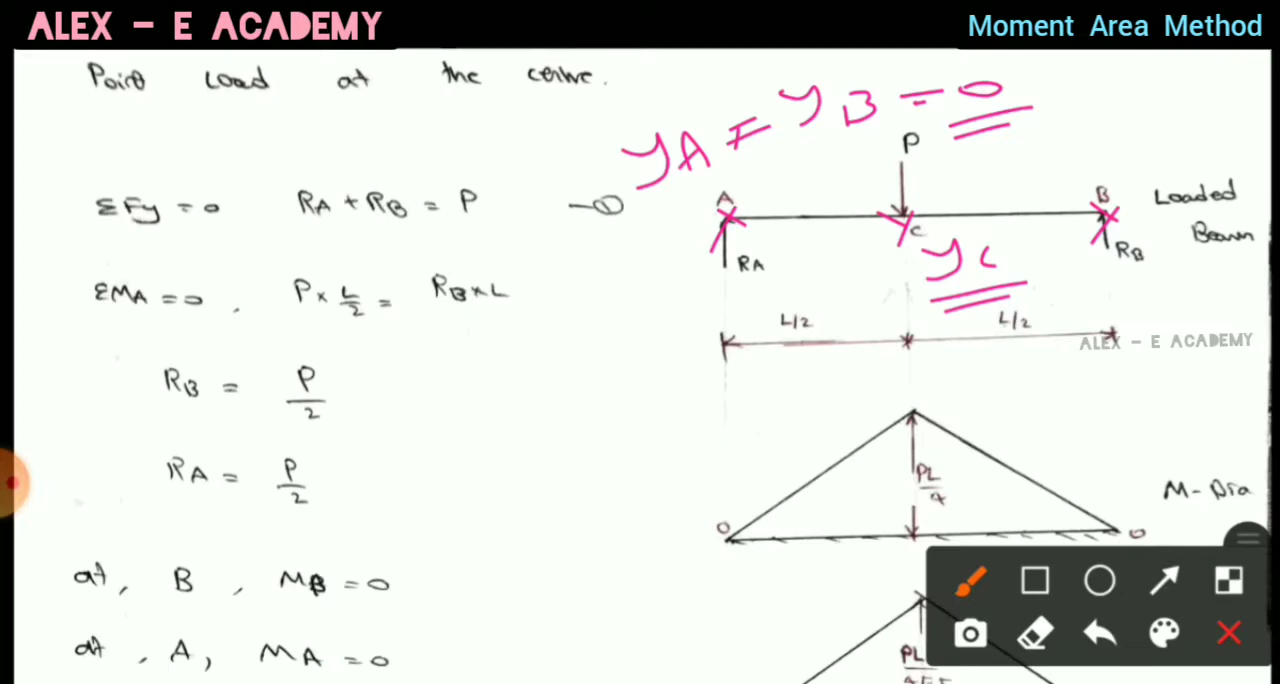 ALEX - E ACADEMY
Moment Area Method
Point Load at the centre.
yA = yB = 0
P
ΣFy = 0 RA + RB = P —①
A
B
Loaded
Beam
C
RA
RB
yC
ΣMA = 0, P × L/2 = RB × L
L/2
L/2
ALEX - E ACADEMY
RB = P/2
RA = P/2
PL/4
M - Dia
0
0
at, B, MB = 0
at, A, MA = 0
PL